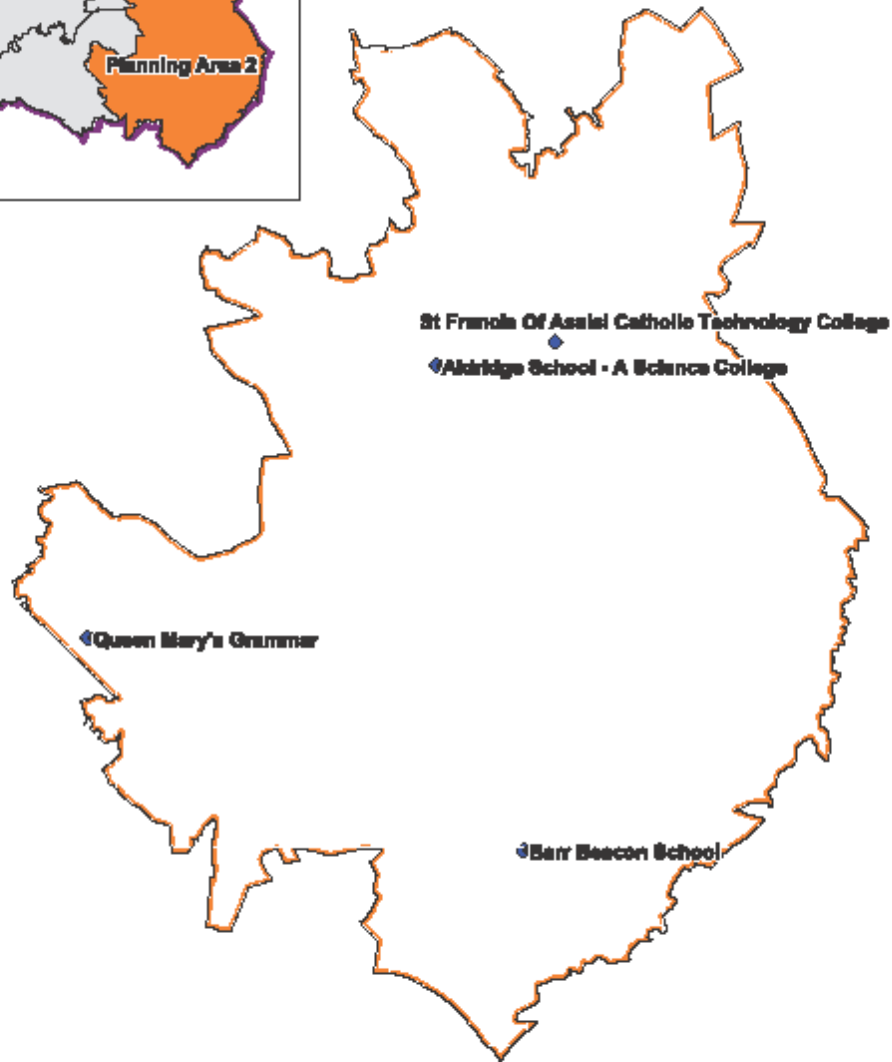 Planning Area 2
St Francis Of Assisi Catholic Technology College
Aldridge School - A Science College
Queen Mary's Grammar
Barr Beacon School